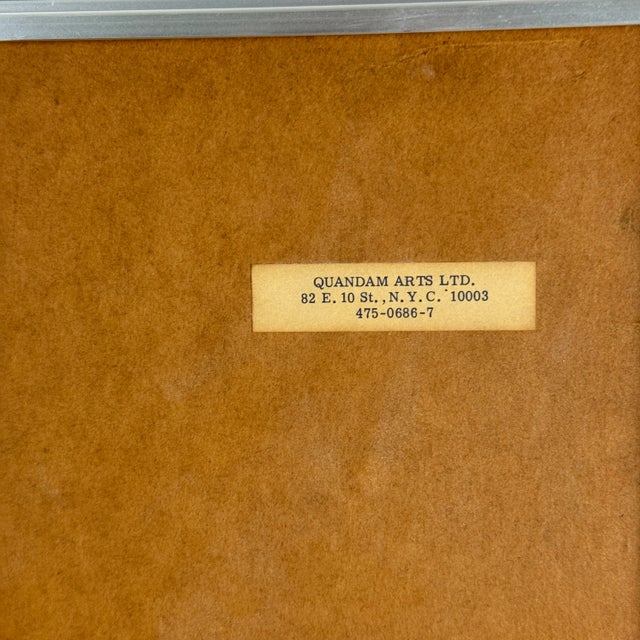 QUANDAM ARTS LTD.
82 E. 10 St., N.Y.C. 10003
475-0686-7